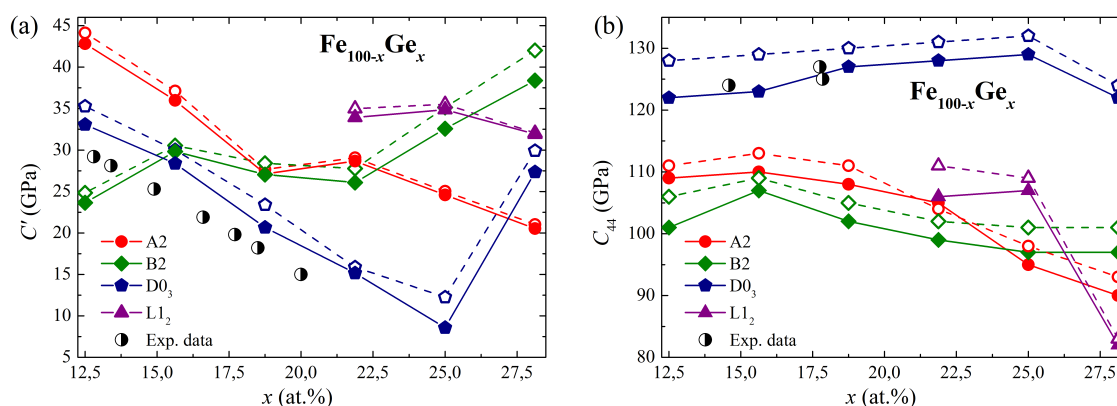 (a)
Fe100-xGex
45
40
35
30
25
20
15
10
5
C' (GPa)
A2
B2
D03
L12
Exp. data
12,5 15,0 17,5 20,0 22,5 25,0 27,5
x (at.%)
(b)
Fe100-xGex
130
120
110
100
90
80
C44 (GPa)
A2
B2
D03
L12
Exp. data
12,5 15,0 17,5 20,0 22,5 25,0 27,5
x (at.%)